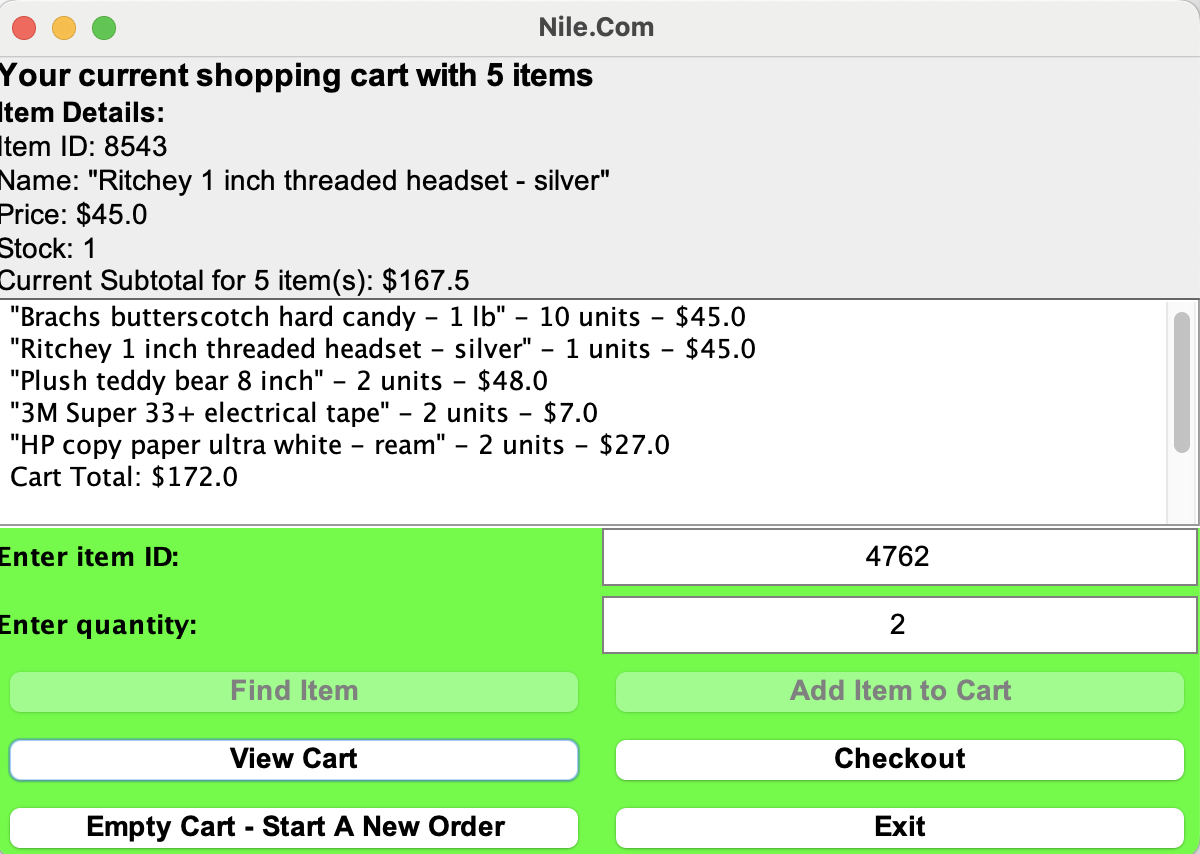 Nile.Com
Your current shopping cart with 5 items
Item Details:
Item ID: 8543
Name: "Ritchey 1 inch threaded headset - silver"
Price: $45.0
Stock: 1
Current Subtotal for 5 item(s): $167.5
"Brachs butterscotch hard candy – 1 lb" – 10 units – $45.0
"Ritchey 1 inch threaded headset – silver" – 1 units – $45.0
"Plush teddy bear 8 inch" – 2 units – $48.0
"3M Super 33+ electrical tape" – 2 units – $7.0
"HP copy paper ultra white – ream" – 2 units – $27.0
Cart Total: $172.0
Enter item ID: 4762
Enter quantity: 2
Find Item Add Item to Cart
View Cart Checkout
Empty Cart - Start A New Order Exit